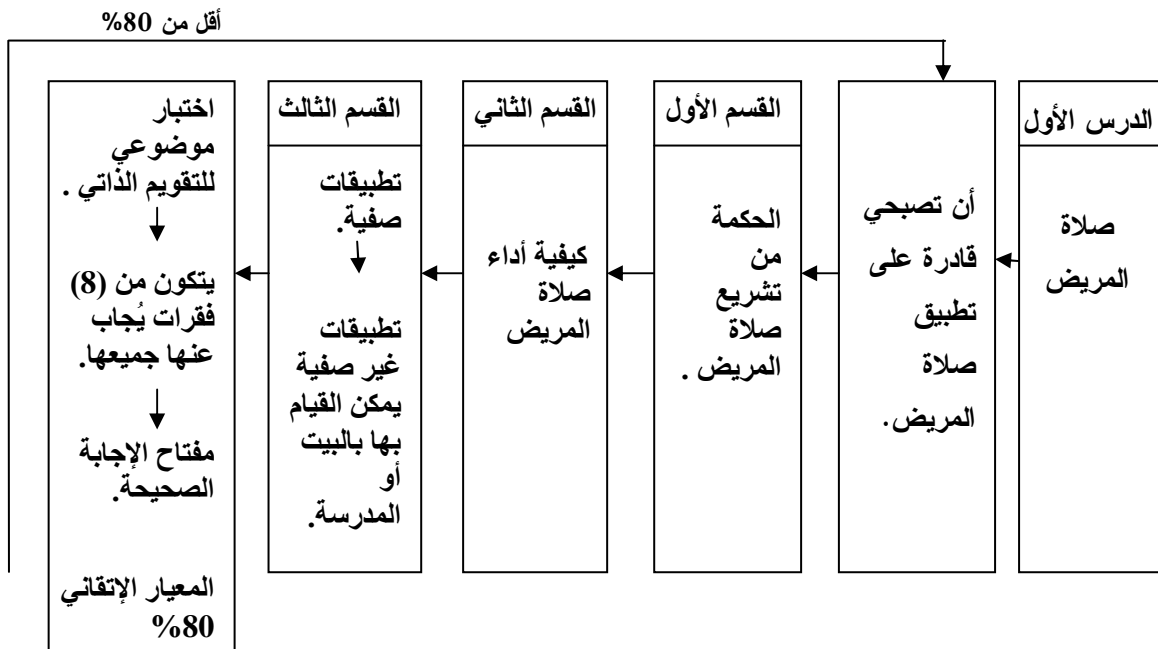 أقل من 80%
الدرس الأول
صلاة
المريض
أن تصبحي
قادرة على
تطبيق
صلاة
المريض.
القسم الأول
الحكمة
من
تشريع
صلاة
المريض .
القسم الثاني
كيفية أداء
صلاة
المريض
القسم الثالث
تطبيقات
صفية.
تطبيقات
غير صفية
يمكن القيام
بها بالبيت
أو
المدرسة.
اختبار
موضوعي
للتقويم الذاتي .
يتكون من (8)
فقرات يُجاب
عنها جميعها.
مفتاح الإجابة
الصحيحة.
المعيار الإتقاني
80%